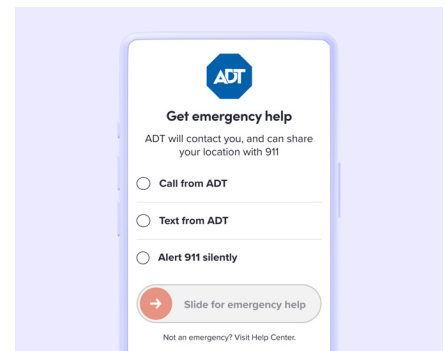 ADT
Get emergency help
ADT will contact you, and can share
your location with 911
Call from ADT
Text from ADT
Alert 911 silently
Slide for emergency help
Not an emergency? Visit Help Center.